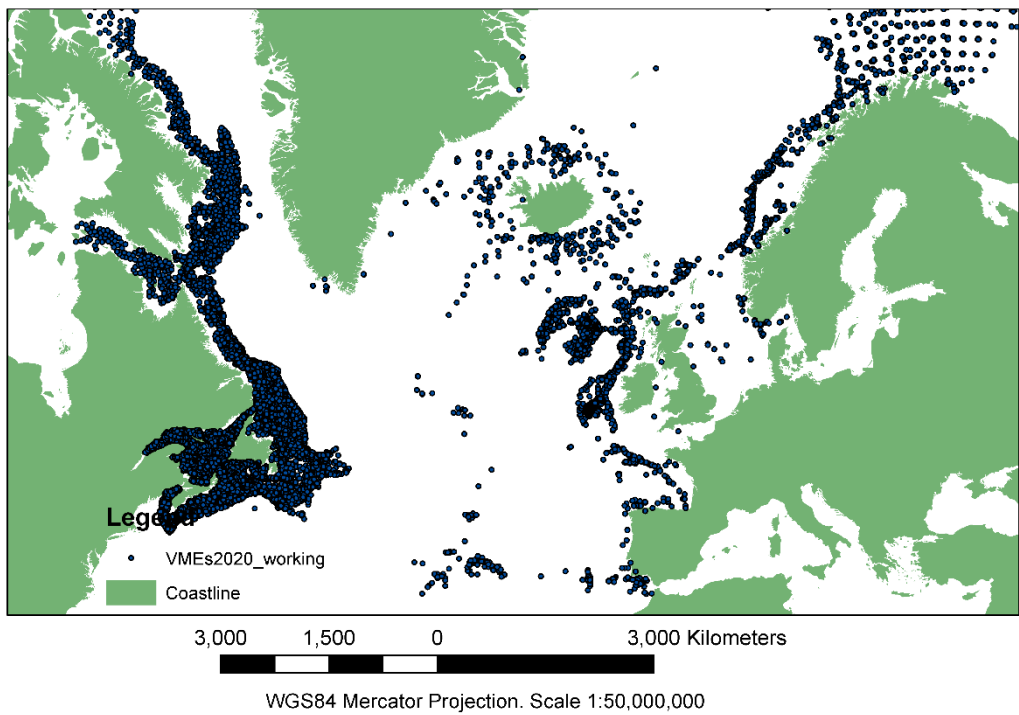 Legend
VMEs2020_working
Coastline
3,000 1,500 0 3,000 Kilometers
WGS84 Mercator Projection. Scale 1:50,000,000